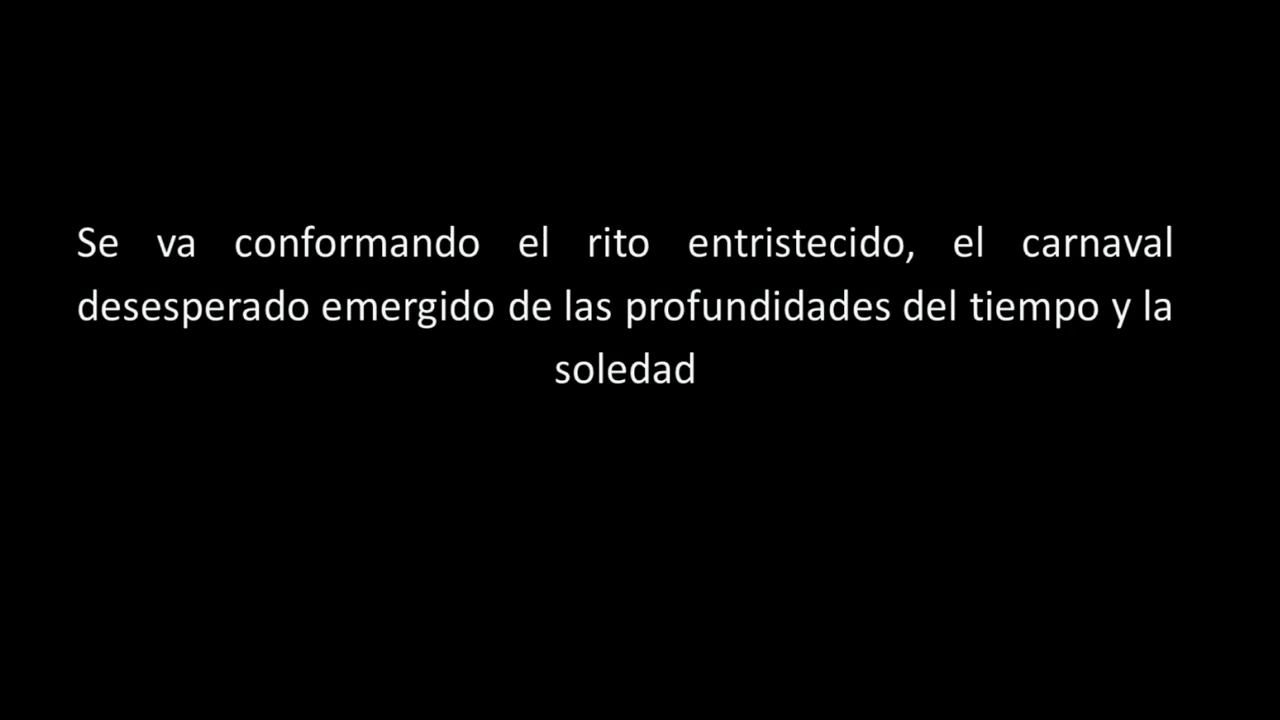 Se va conformando el rito entristecido, el carnaval
desesperado emergido de las profundidades del tiempo y la
soledad